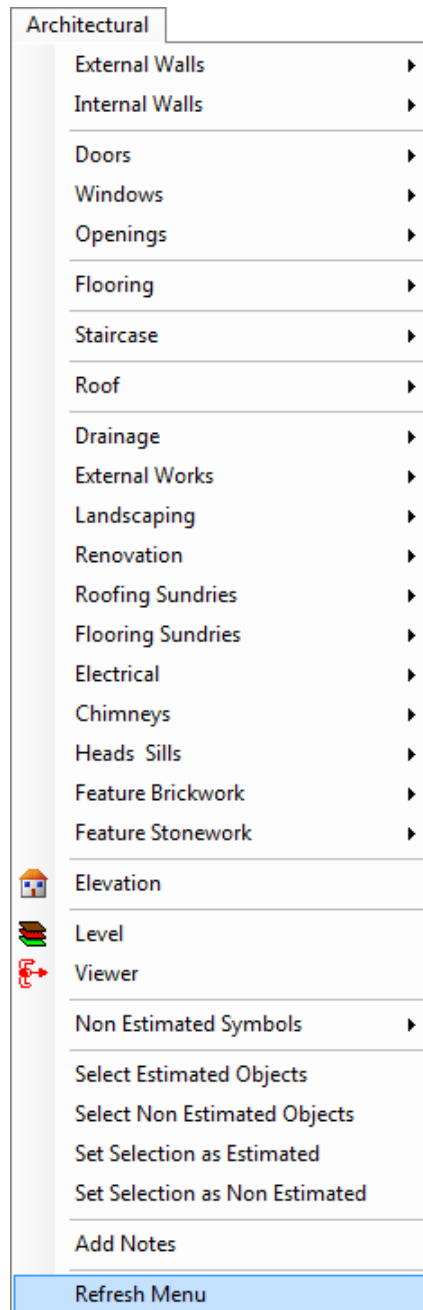 Architectural
External Walls
Internal Walls
Doors
Windows
Openings
Flooring
Staircase
Roof
Drainage
External Works
Landscaping
Renovation
Roofing Sundries
Flooring Sundries
Electrical
Chimneys
Heads  Sills
Feature Brickwork
Feature Stonework
Elevation
Level
Viewer
Non Estimated Symbols
Select Estimated Objects
Select Non Estimated Objects
Set Selection as Estimated
Set Selection as Non Estimated
Add Notes
Refresh Menu